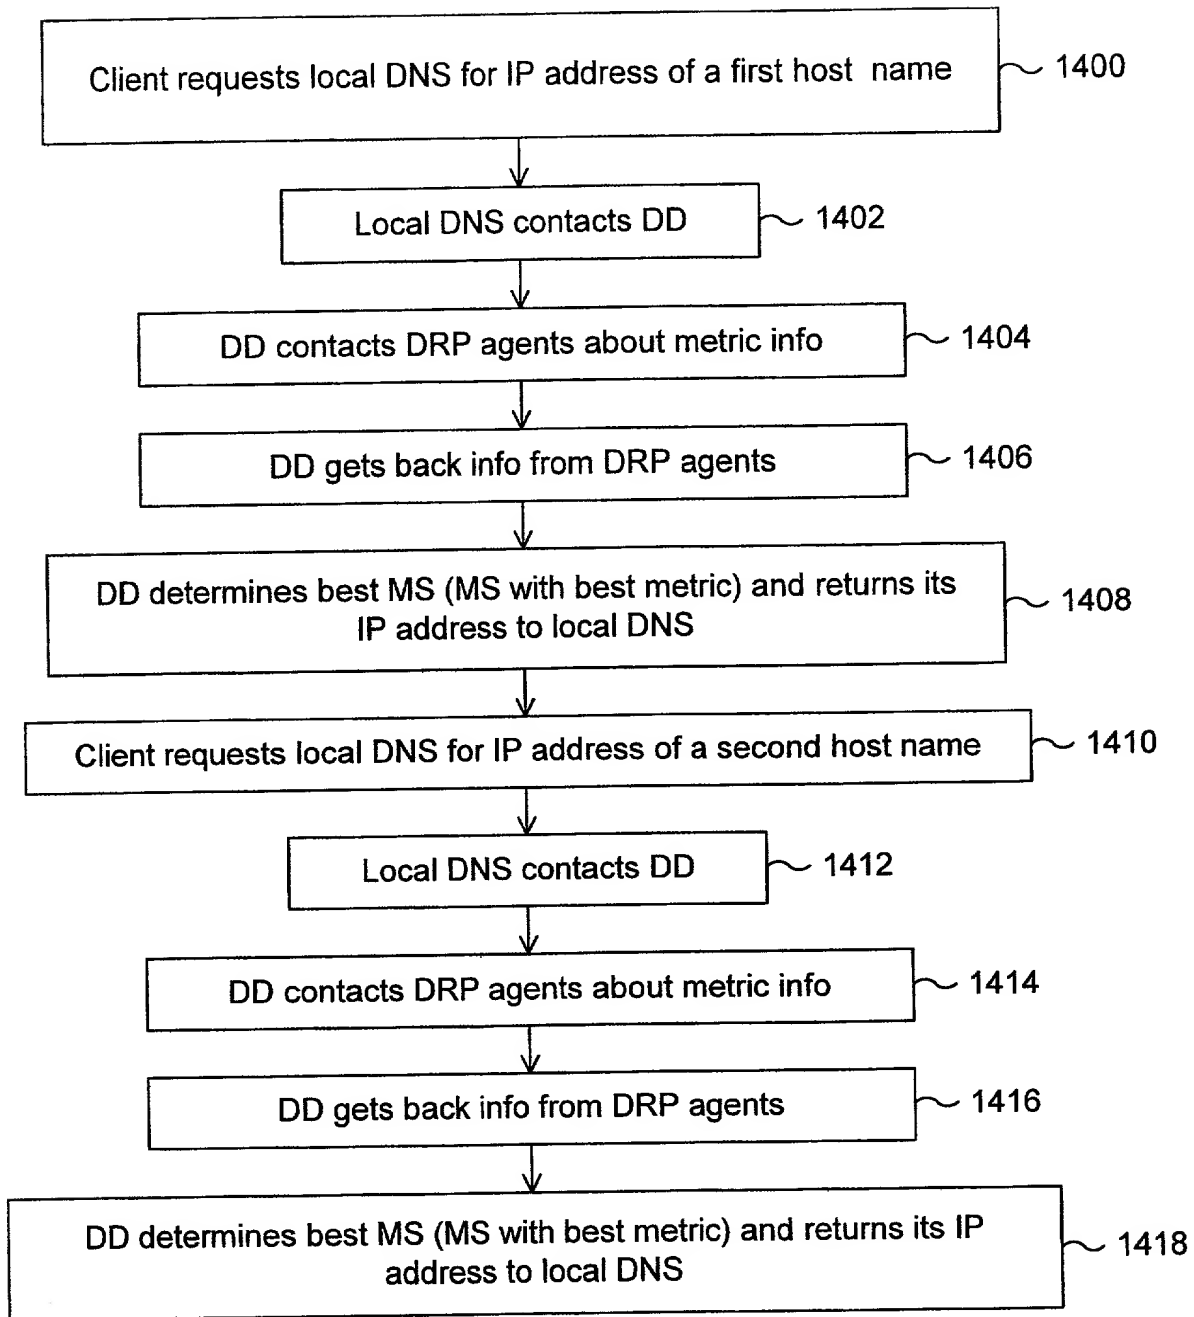 Client requests local DNS for IP address of a first host name
1400
Local DNS contacts DD
1402
DD contacts DRP agents about metric info
1404
DD gets back info from DRP agents
1406
DD determines best MS (MS with best metric) and returns its
IP address to local DNS
1408
Client requests local DNS for IP address of a second host name
1410
Local DNS contacts DD
1412
DD contacts DRP agents about metric info
1414
DD gets back info from DRP agents
1416
DD determines best MS (MS with best metric) and returns its IP
address to local DNS
1418